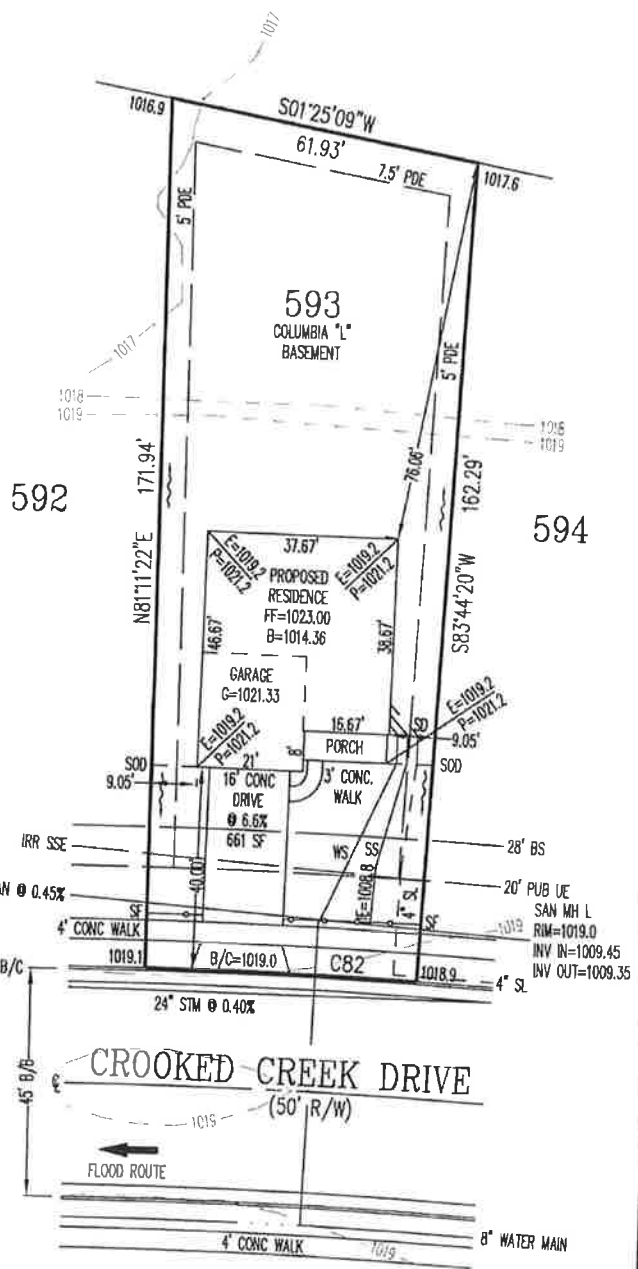 1017
1016.9
S01°25'09"W
61.93'
7.5' PDE
1017.6
5' PDE
593
COLUMBIA "L"
BASEMENT
1017
5' PDE
1018
1019
1018
1019
76.06'
171.94'
162.29'
592
594
N81°11'22"E
S83°44'20"W
37.67'
E=1019.2
P=1021.2
E=1019.2
P=1021.2
PROPOSED
RESIDENCE
FF=1023.00
B=1014.36
46.67'
38.67'
GARAGE
G=1021.33
E=1019.2
P=1021.2
E=1019.2
P=1021.2
16.67'
PORCH
8'
SD
9.05'
SOD
SOD
21'
9.05'
16' CONC
DRIVE
@ 6.6%
661 SF
3' CONC.
WALK
28' BS
IRR SSE
WS
SS
20' PUB UE
AN @ 0.45%
40.00'
IE=1008.8
4" SL
SAN MH L
RIM=1019.0
INV IN=1009.45
INV OUT=1009.35
SF
SF
1019
4' CONC WALK
1019.1
B/C=1019.0
C82
1018.9
4" SL
B/C
24" STM @ 0.40%
45' B/B
CROOKED CREEK DRIVE
(50' R/W)
1019
FLOOD ROUTE
8" WATER MAIN
4' CONC WALK
1019